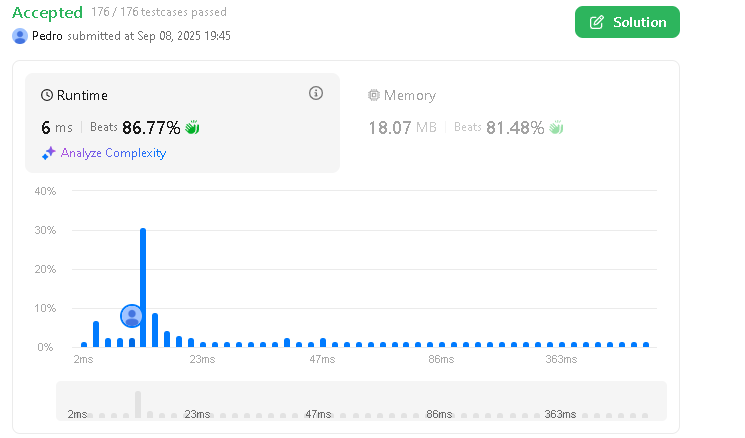 Accepted 176 / 176 testcases passed
Solution
Pedro submitted at Sep 08, 2025 19:45
Runtime
Memory
6 ms | Beats 86.77%
18.07 MB | Beats 81.48%
Analyze Complexity
40%
30%
20%
10%
0%
2ms 23ms 47ms 86ms 363ms
2ms 23ms 47ms 86ms 363ms